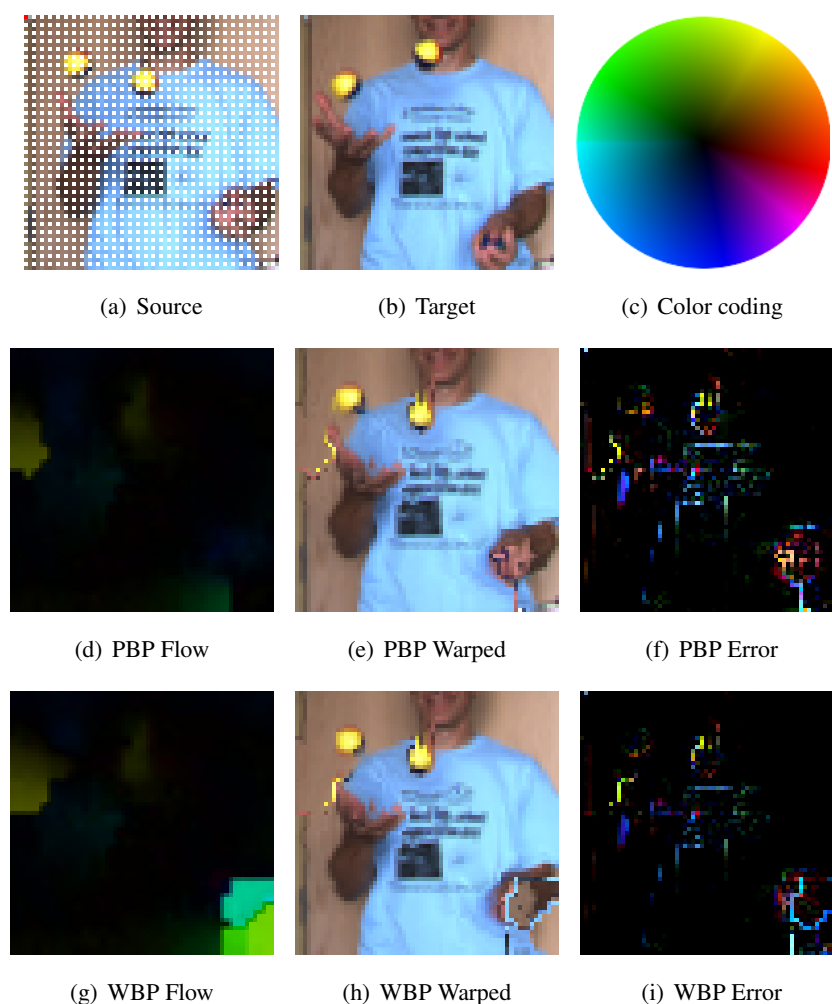 (a) Source
(b) Target
(c) Color coding
(d) PBP Flow
(e) PBP Warped
(f) PBP Error
(g) WBP Flow
(h) WBP Warped
(i) WBP Error